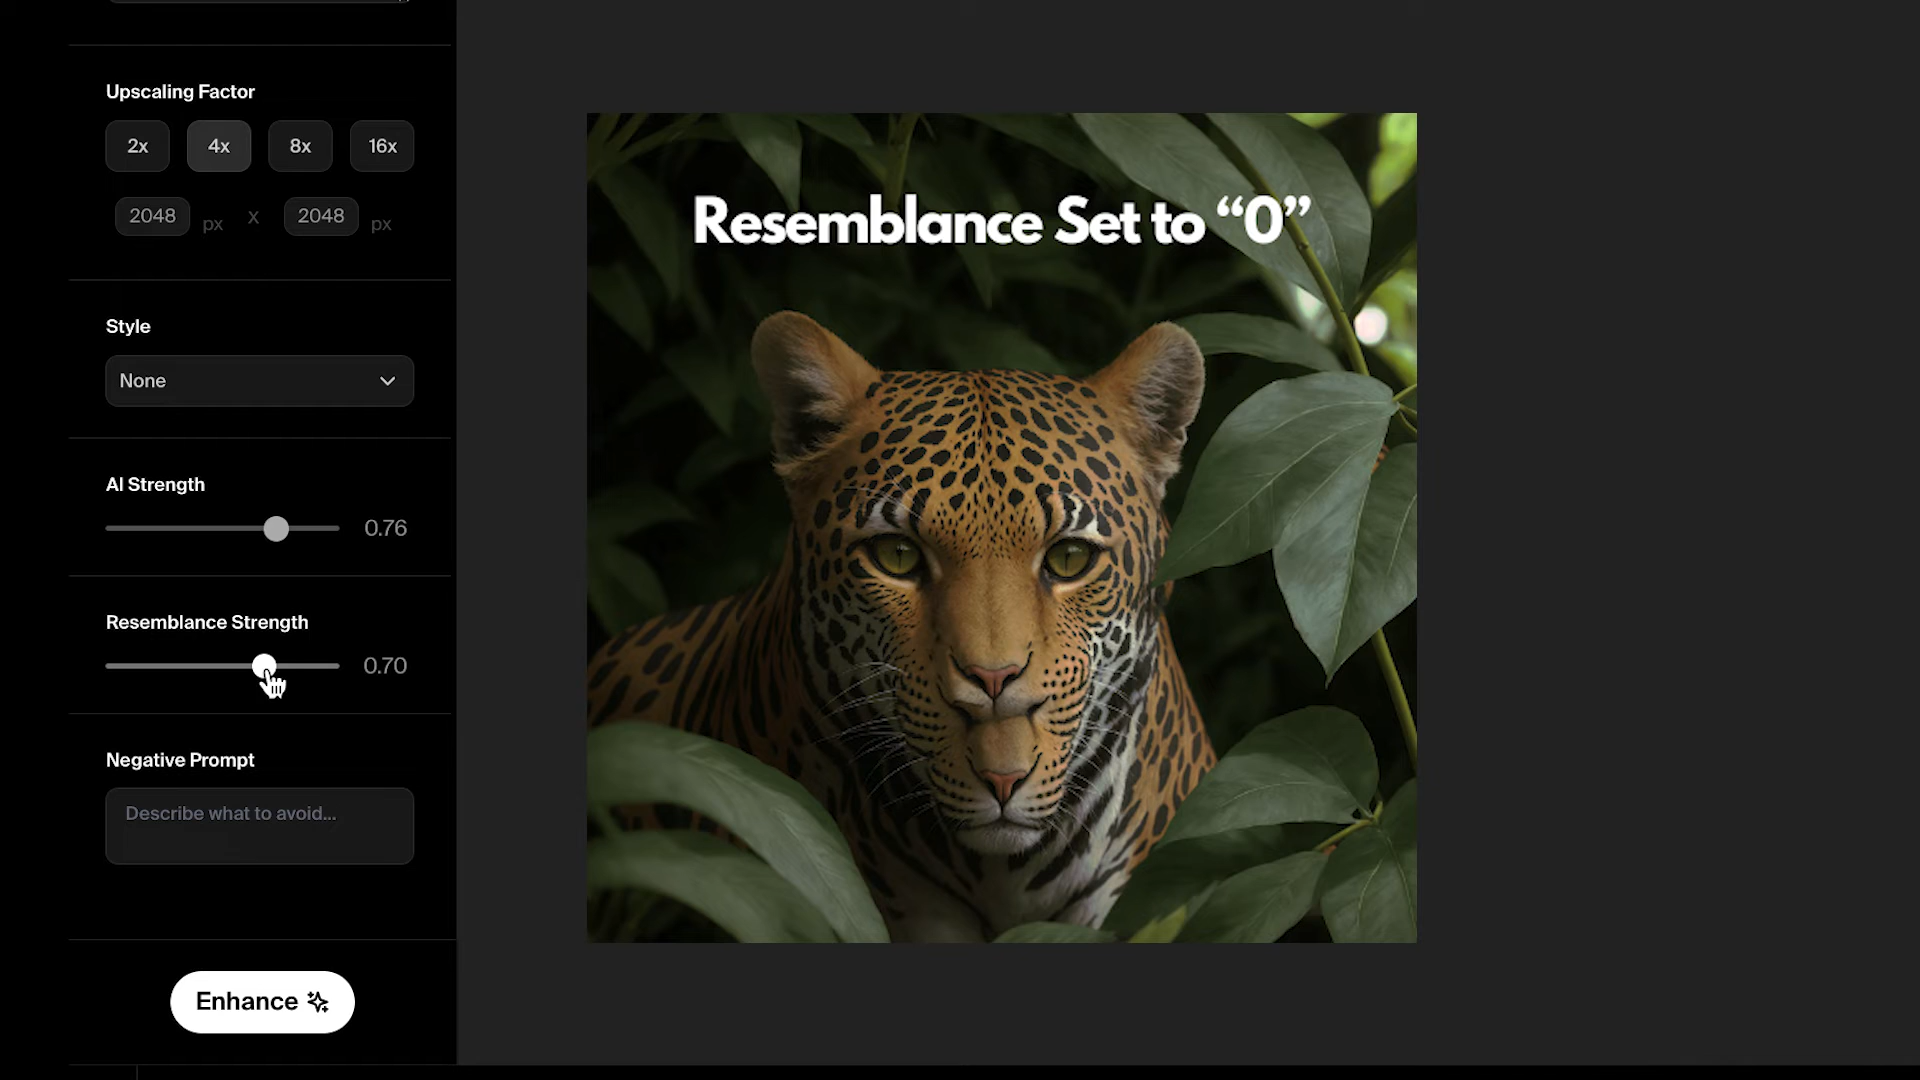 Upscaling Factor
2x 4x 8x 16x
2048 px X 2048 px
Style
None
AI Strength
0.76
Resemblance Strength
0.70
Negative Prompt
Describe what to avoid...
Enhance
Resemblance Set to “0”